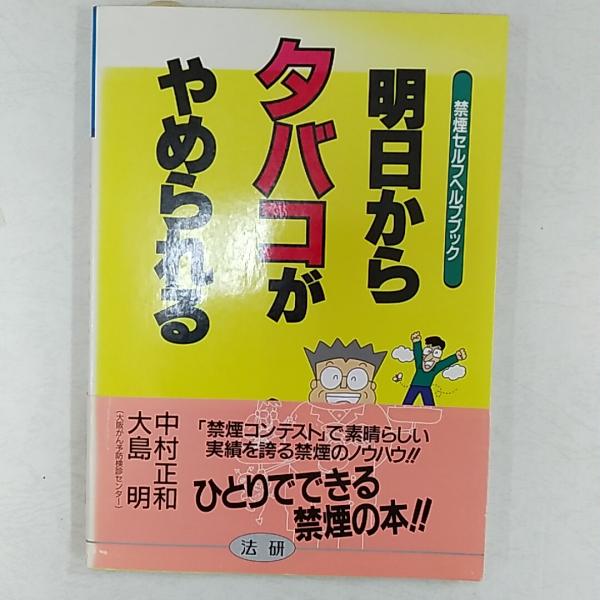 禁煙セルフヘルプブック
明日から
タバコが
やめられる
「禁煙コンテスト」で素晴らしい
実績を誇る禁煙のノウハウ!!
ひとりでできる
禁煙の本!!
中村正和
大島 明
(大阪がん予防検診センター)
法研